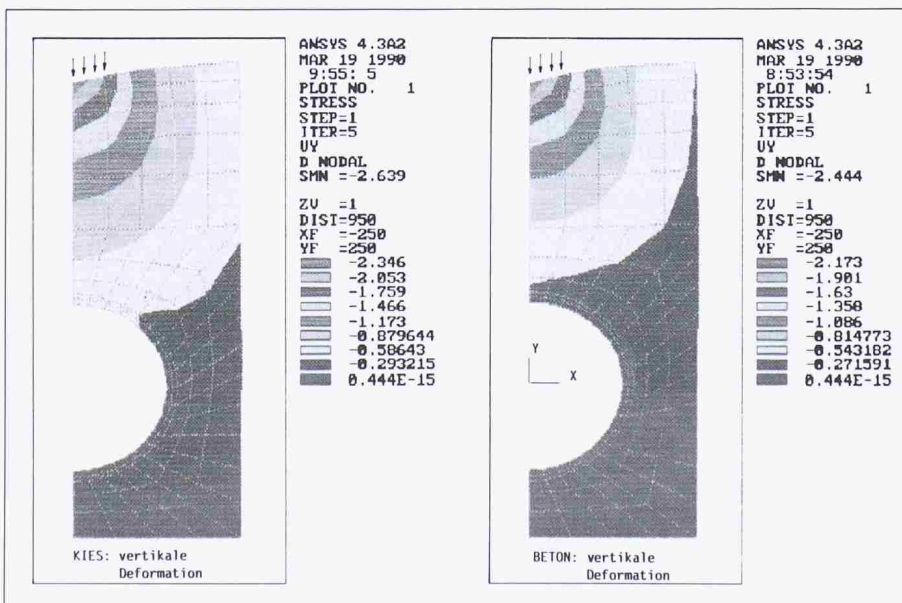 ANSYS 4.3A2
MAR 19 1990
9:55: 5
PLOT NO. 1
STRESS
STEP=1
ITER=5
UY
D NODAL
SMN =-2.639
ZV =1
DIST=950
XF =-250
YF =250
-2.346
-2.053
-1.759
-1.466
-1.173
-0.879644
-0.58643
-0.293215
0.444E-15
KIES: vertikale
Deformation
ANSYS 4.3A2
MAR 19 1990
8:53:54
PLOT NO. 1
STRESS
STEP=1
ITER=5
UY
D NODAL
SMN =-2.444
ZV =1
DIST=950
XF =-250
YF =250
-2.173
-1.901
-1.63
-1.358
-1.086
-0.814773
-0.543182
-0.271591
0.444E-15
Y
X
BETON: vertikale
Deformation